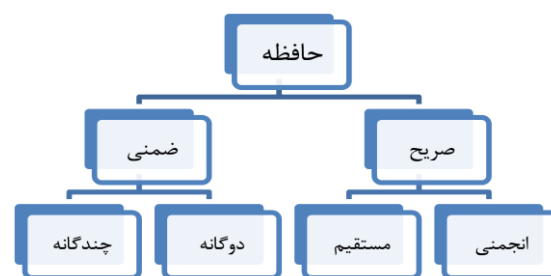 حافظه
صریح
ضمنی
انجمنی
مستقیم
دوگانه
چندگانه